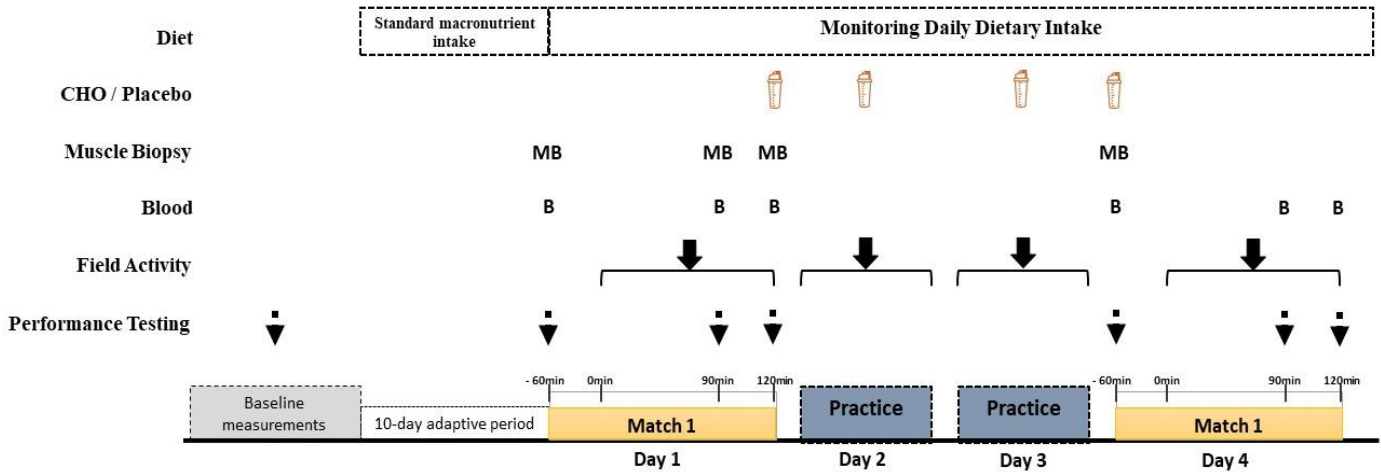 Diet
Standard macronutrient
intake
Monitoring Daily Dietary Intake
CHO / Placebo
Muscle Biopsy
MB MB MB MB
Blood
B B B B B B
Field Activity
Performance Testing
- 60min 0min 90min 120min - 60min 0min 90min 120min
Baseline
measurements
10-day adaptive period
Match 1
Practice
Practice
Match 1
Day 1 Day 2 Day 3 Day 4